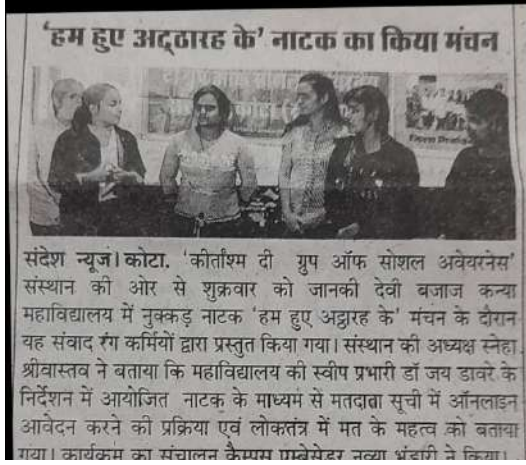 'हम हुए अट्ठारह के' नाटक का किया मंचन
संदेश न्यूज। कोटा. 'कीर्तांश्म दी ग्रुप ऑफ सोशल अवेयरनेस'
संस्थान की ओर से शुक्रवार को जानकी देवी बजाज कन्या
महाविद्यालय में नुक्कड़ नाटक 'हम हुए अट्ठारह के' मंचन के दौरान
यह संवाद रंग कर्मियों द्वारा प्रस्तुत किया गया। संस्थान की अध्यक्ष स्नेहा
श्रीवास्तव ने बताया कि महाविद्यालय की स्वीप प्रभारी डॉ जय डावरे के
निर्देशन में आयोजित नाटक के माध्यम से मतदाता सूची में ऑनलाइन
आवेदन करने की प्रक्रिया एवं लोकतंत्र में मत के महत्व को बताया
गया। कार्यक्रम का संचालन कैम्पस एम्बेसेडर नव्या भंडारी ने किया।